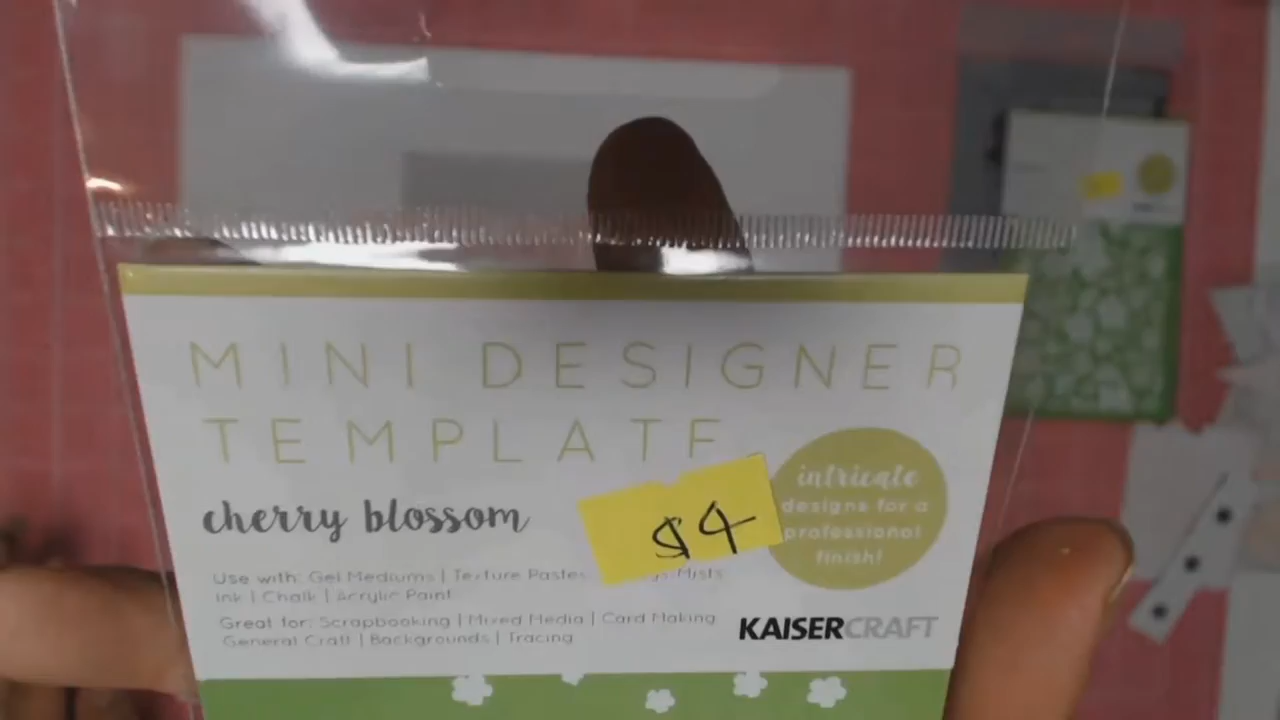 MINI DESIGNER
TEMPLATE
cherry blossom
$4
intricate
designs for a
professional
finish!
Use with: Gel Mediums | Texture Pastes Mists
Ink | Chalk | Acrylic Paint
Great for: Scrapbooking | Mixed Media | Card Making
General Craft | Backgrounds | Tracing
KAISERCRAFT